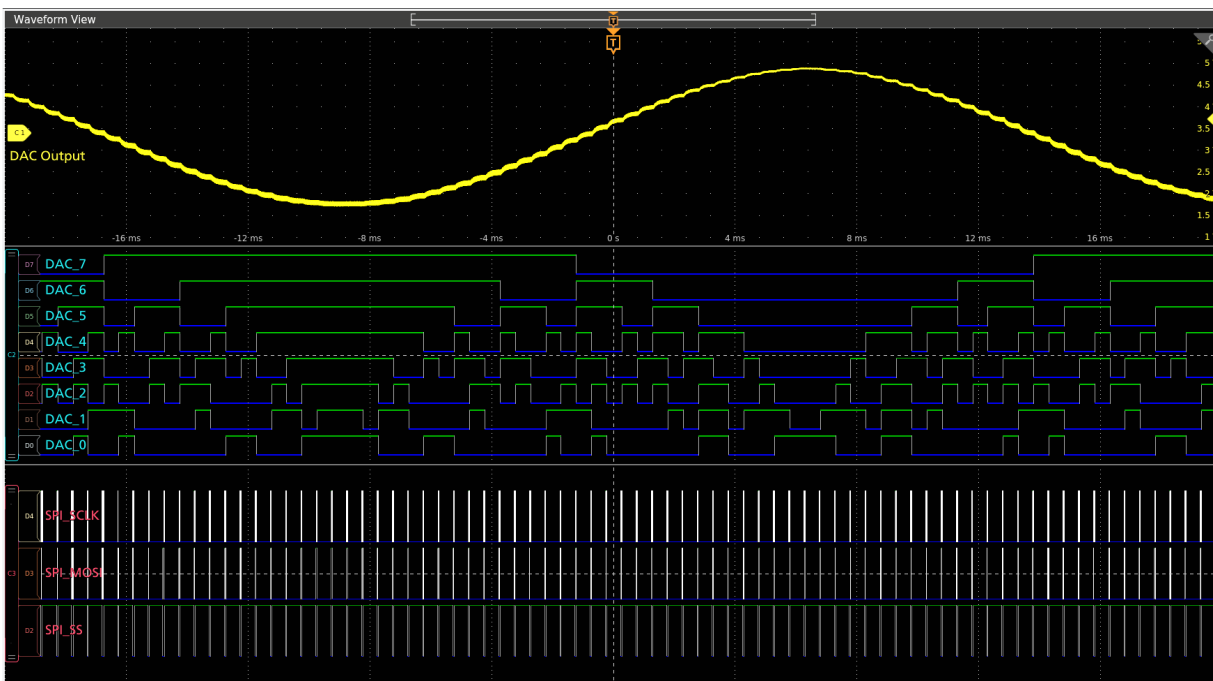 Waveform View
T
T
5
4.5
C 1
4
3.5
DAC Output
3
2.5
2
1.5
-16 ms -12 ms -8 ms -4 ms 0 s 4 ms 8 ms 12 ms 16 ms 1
D7 DAC_7
D6 DAC_6
D5 DAC_5
D4 DAC_4
C2
D3 DAC_3
D2 DAC_2
D1 DAC_1
D0 DAC_0
D4 SPI_SCLK
C3 D3 SPI_MOSI
D2 SPI_SS